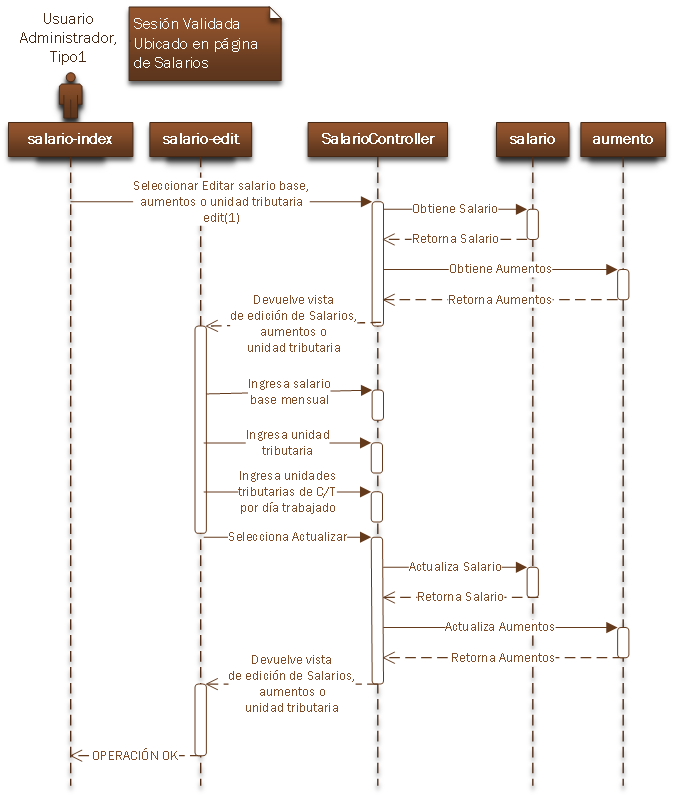 Usuario
Administrador,
Tipo1
Sesión Validada
Ubicado en página
de Salarios
salario-index
salario-edit
SalarioController
salario
aumento
Seleccionar Editar salario base,
aumentos o unidad tributaria
edit(1)
Obtiene Salario
Retorna Salario
Obtiene Aumentos
Retorna Aumentos
Devuelve vista
de edición de Salarios,
aumentos o
unidad tributaria
Ingresa salario
base mensual
Ingresa unidad
tributaria
Ingresa unidades
tributarias de C/T
por día trabajado
Selecciona Actualizar
Actualiza Salario
Retorna Salario
Actualiza Aumentos
Retorna Aumentos
Devuelve vista
de edición de Salarios,
aumentos o
unidad tributaria
OPERACIÓN OK